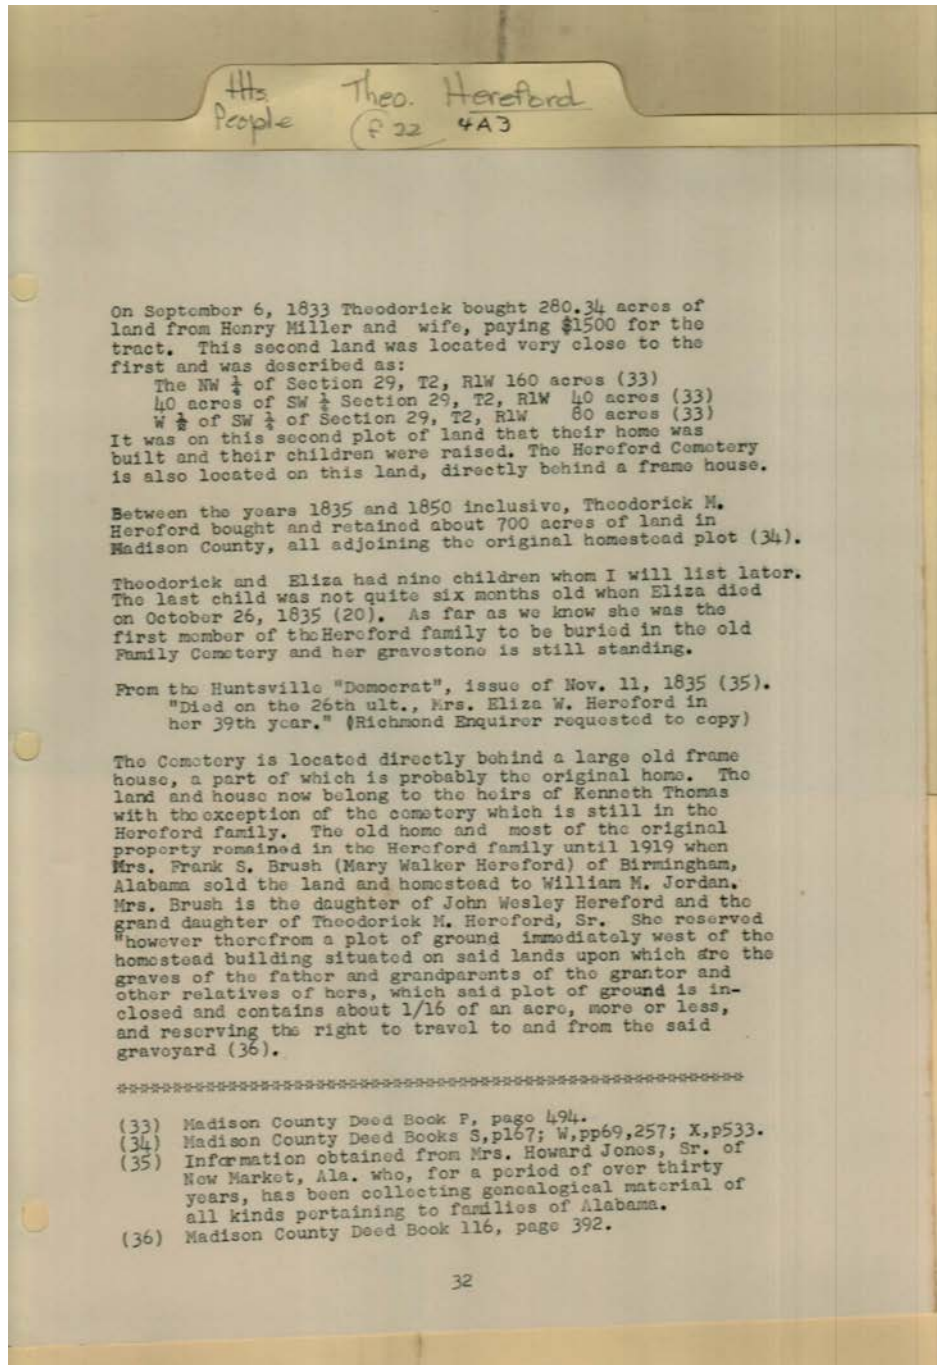 Hts. Theo. Hereford
People (f 22 4A3
On September 6, 1833 Theodorick bought 280.34 acres of
land from Henry Miller and wife, paying $1500 for the
tract. This second land was located very close to the
first and was described as:
The NW ¼ of Section 29, T2, R1W 160 acres (33)
40 acres of SW ¼ Section 29, T2, R1W 40 acres (33)
W ½ of SW ¼ of Section 29, T2, R1W 80 acres (33)
It was on this second plot of land that their home was
built and their children were raised. The Hereford Cemetery
is also located on this land, directly behind a frame house.
Between the years 1835 and 1850 inclusive, Theodorick M.
Hereford bought and retained about 700 acres of land in
Madison County, all adjoining the original homestead plot (34).
Theodorick and Eliza had nine children whom I will list later.
The last child was not quite six months old when Eliza died
on October 26, 1835 (20). As far as we know she was the
first member of the Hereford family to be buried in the old
Family Cemetery and her gravestone is still standing.
From the Huntsville "Democrat", issue of Nov. 11, 1835 (35).
"Died on the 26th ult., Mrs. Eliza W. Hereford in
her 39th year." (Richmond Enquirer requested to copy)
The Cemetery is located directly behind a large old frame
house, a part of which is probably the original home. The
land and house now belong to the heirs of Kenneth Thomas
with the exception of the cemetery which is still in the
Hereford family. The old home and most of the original
property remained in the Hereford family until 1919 when
Mrs. Frank S. Brush (Mary Walker Hereford) of Birmingham,
Alabama sold the land and homestead to William M. Jordan.
Mrs. Brush is the daughter of John Wesley Hereford and the
grand daughter of Theodorick M. Hereford, Sr. She reserved
"however therefrom a plot of ground immediately west of the
homestead building situated on said lands upon which are the
graves of the father and grandparents of the grantor and
other relatives of hers, which said plot of ground is in-
closed and contains about 1/16 of an acre, more or less,
and reserving the right to travel to and from the said
graveyard (36).
(33) Madison County Deed Book P, page 494.
(34) Madison County Deed Books S,p167; W,pp69,257; X,p533.
(35) Information obtained from Mrs. Howard Jones, Sr. of
New Market, Ala. who, for a period of over thirty
years, has been collecting genealogical material of
all kinds pertaining to families of Alabama.
(36) Madison County Deed Book 116, page 392.
32